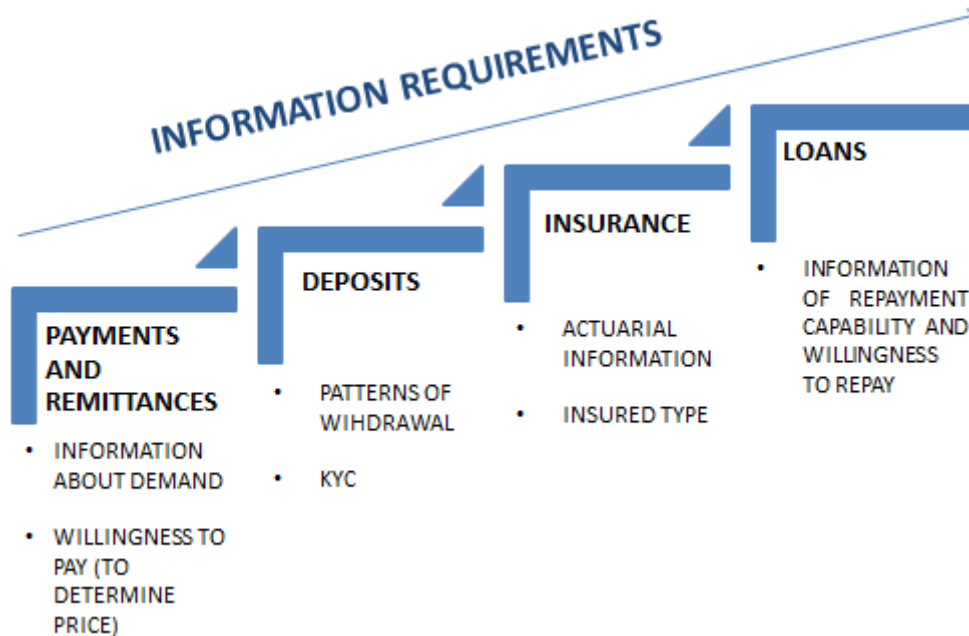 INFORMATION REQUIREMENTS
PAYMENTS
AND
REMITTANCES
• INFORMATION
ABOUT DEMAND
• WILLINGNESS TO
PAY (TO
DETERMINE
PRICE)
DEPOSITS
• PATTERNS OF
WIHDRAWAL
• KYC
INSURANCE
• ACTUARIAL
INFORMATION
• INSURED TYPE
LOANS
• INFORMATION
OF REPAYMENT
CAPABILITY AND
WILLINGNESS
TO REPAY